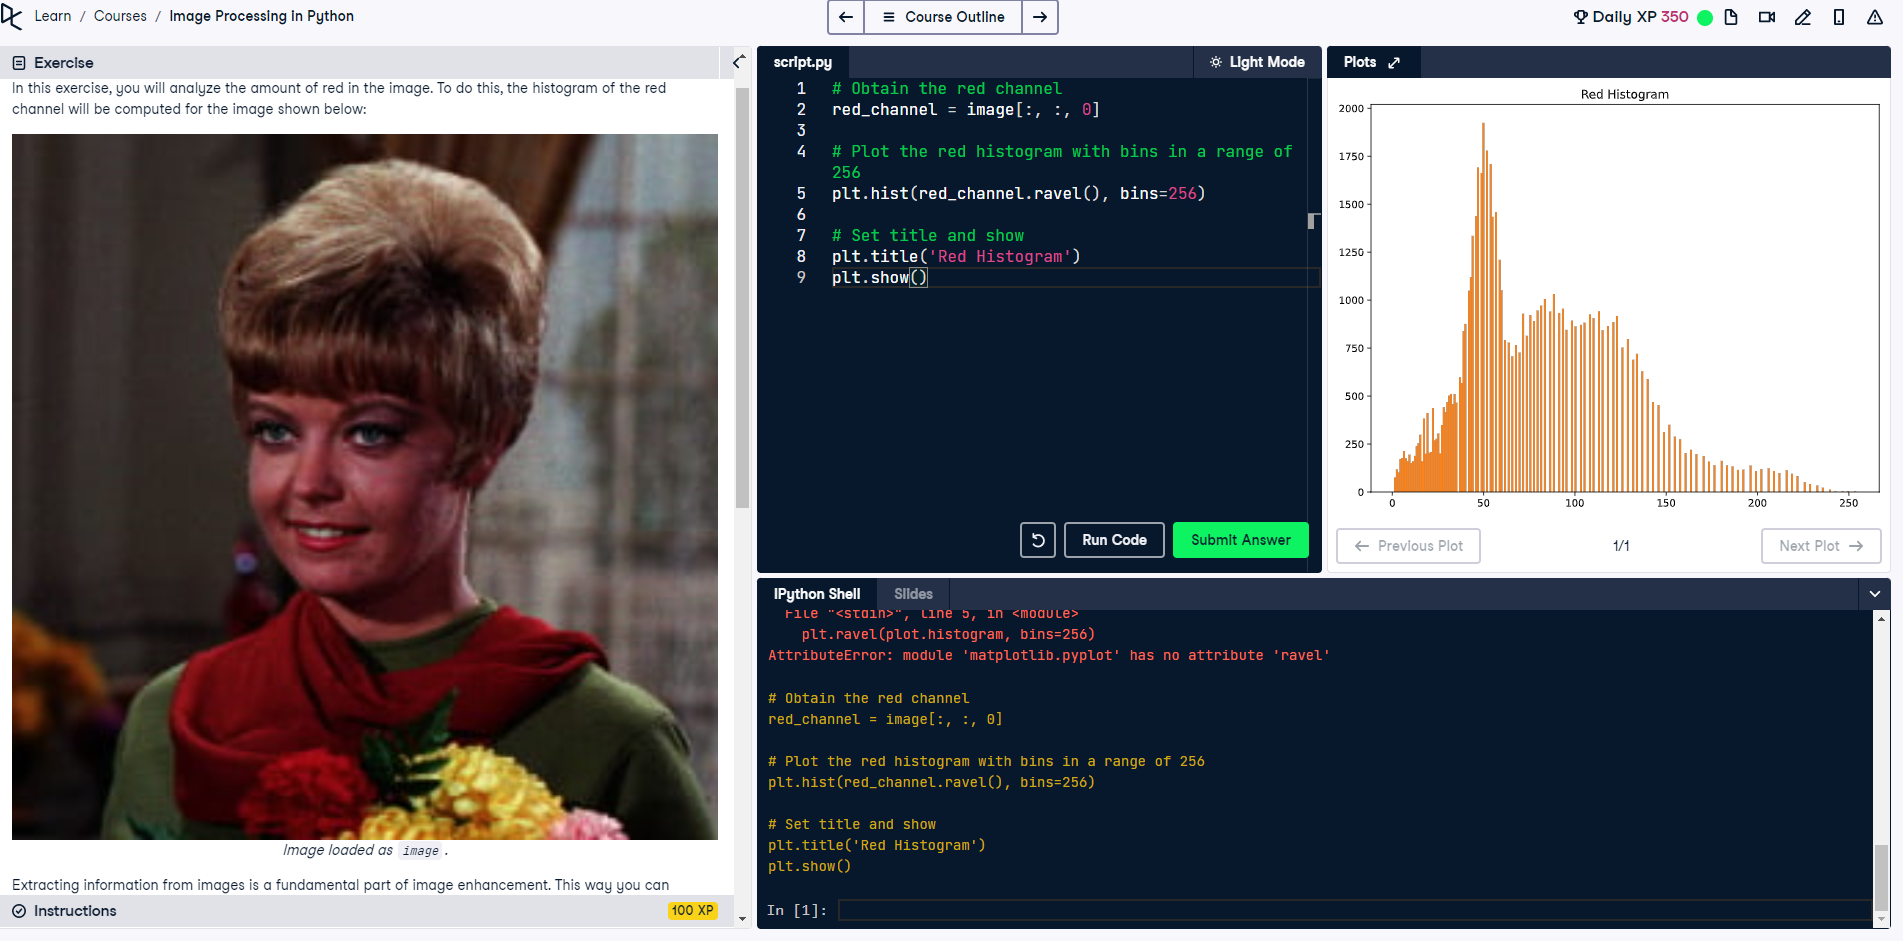 Learn / Courses / Image Processing in Python
Course Outline
Daily XP 350
Exercise
In this exercise, you will analyze the amount of red in the image. To do this, the histogram of the red
channel will be computed for the image shown below:
Image loaded as image .
Extracting information from images is a fundamental part of image enhancement. This way you can
Instructions
100 XP
script.py
Light Mode
1 # Obtain the red channel
2 red_channel = image[:, :, 0]
3
4 # Plot the red histogram with bins in a range of
256
5 plt.hist(red_channel.ravel(), bins=256)
6
7 # Set title and show
8 plt.title('Red Histogram')
9 plt.show()
Run Code
Submit Answer
Plots
Red Histogram
2000
1750
1500
1250
1000
750
500
250
0
0 50 100 150 200 250
Previous Plot
1/1
Next Plot
IPython Shell
Slides
File "<stdin>", line 5, in <module>
plt.ravel(plot.histogram, bins=256)
AttributeError: module 'matplotlib.pyplot' has no attribute 'ravel'
# Obtain the red channel
red_channel = image[:, :, 0]
# Plot the red histogram with bins in a range of 256
plt.hist(red_channel.ravel(), bins=256)
# Set title and show
plt.title('Red Histogram')
plt.show()
In [1]: